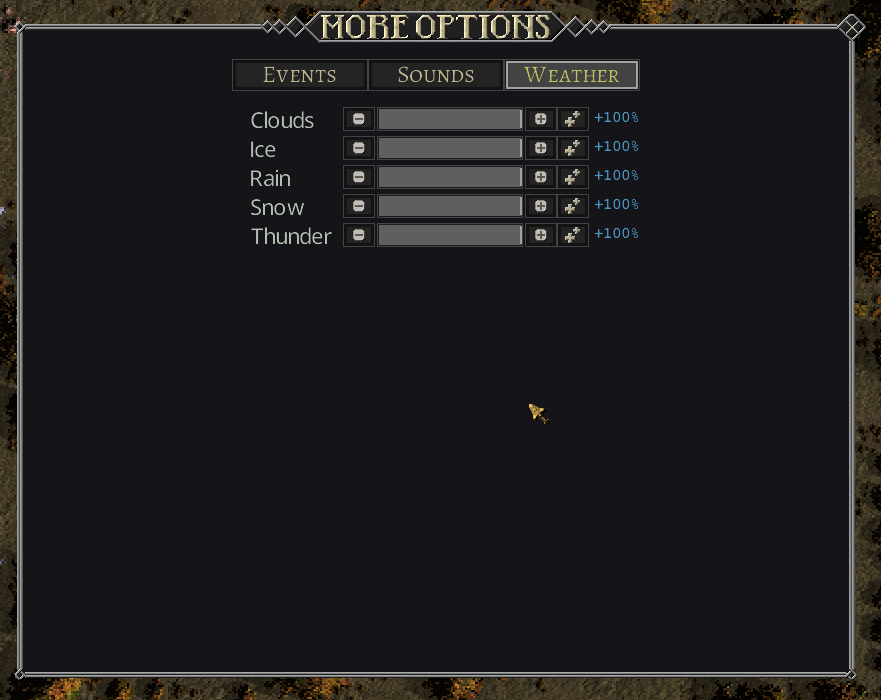 MORE OPTIONS
EVENTS SOUNDS WEATHER
Clouds +100%
Ice +100%
Rain +100%
Snow +100%
Thunder +100%